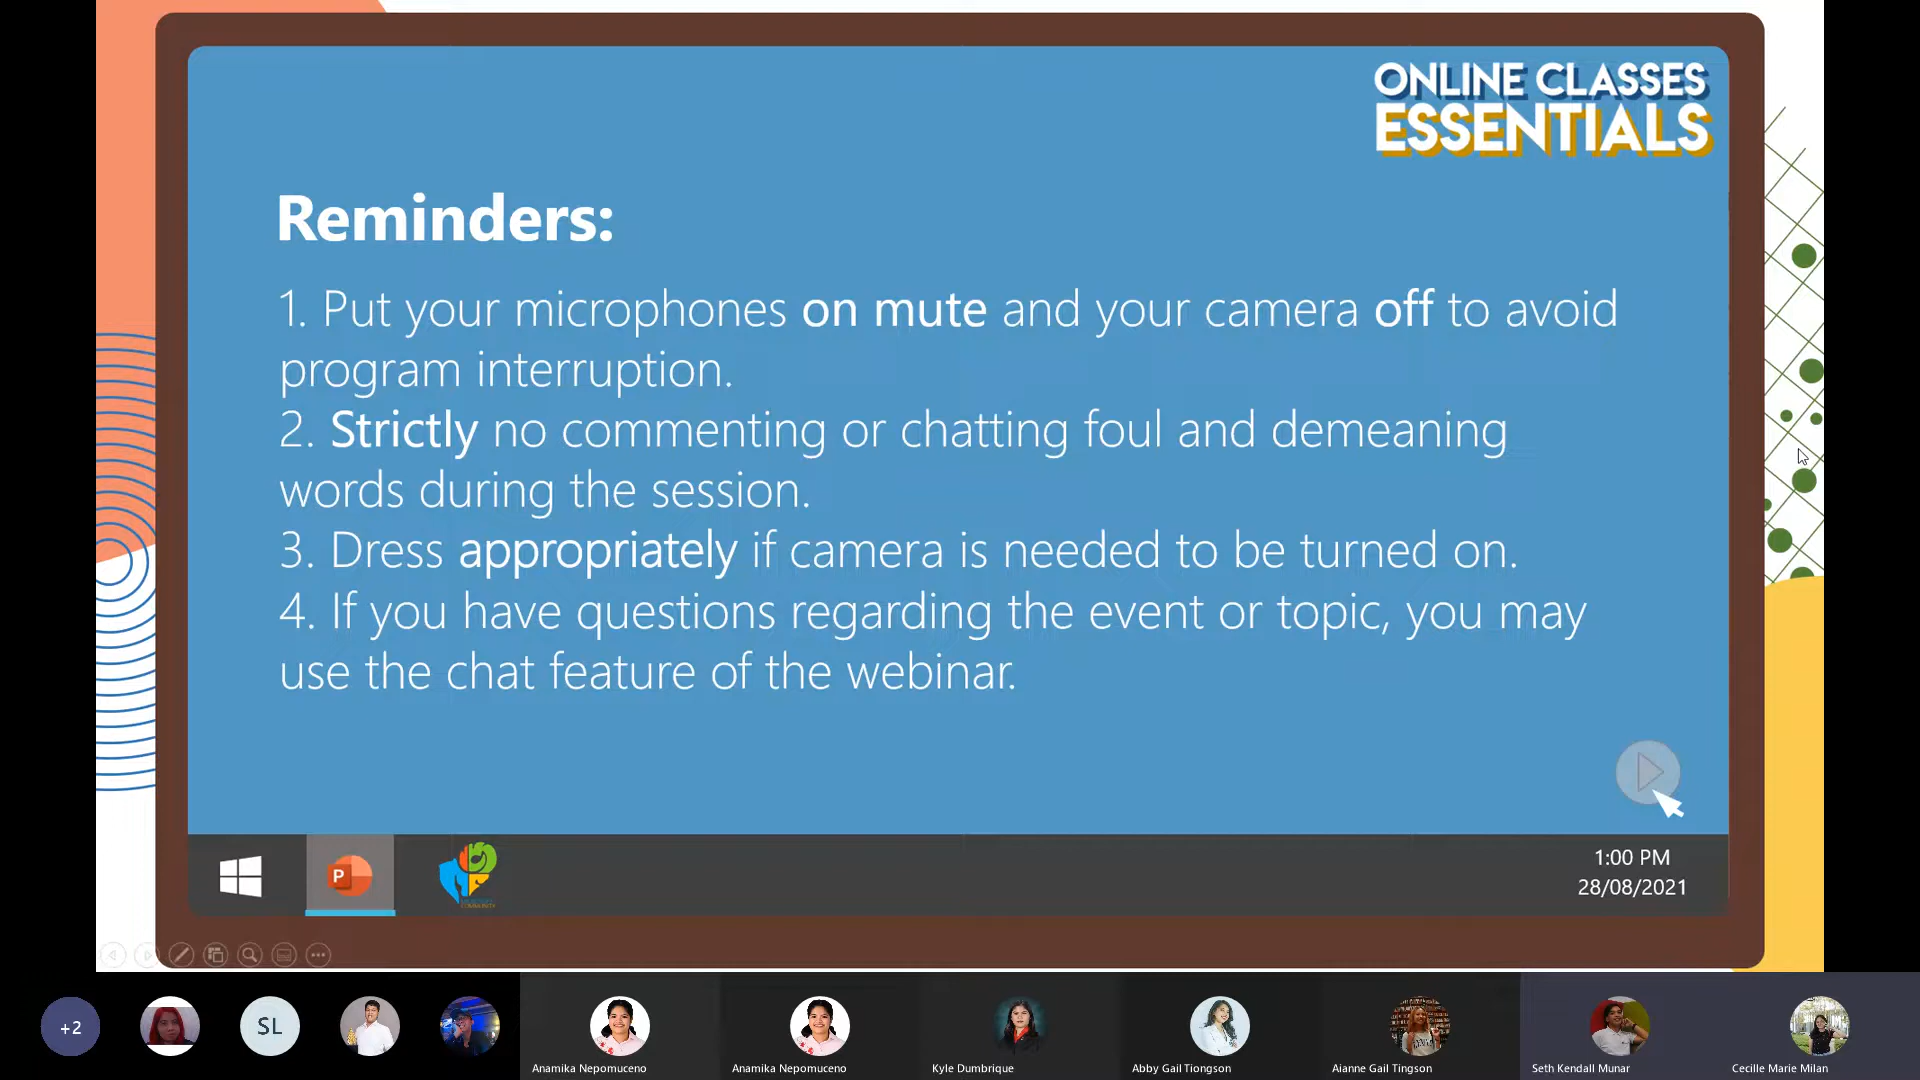 ONLINE CLASSES
ESSENTIALS
Reminders:
1. Put your microphones on mute and your camera off to avoid
program interruption.
2. Strictly no commenting or chatting foul and demeaning
words during the session.
3. Dress appropriately if camera is needed to be turned on.
4. If you have questions regarding the event or topic, you may
use the chat feature of the webinar.
P
1:00 PM
28/08/2021
+2
SL
Anamika Nepomuceno
Anamika Nepomuceno
Kyle Dumbrique
Abby Gail Tiongson
Aianne Gail Tingson
Seth Kendall Munar
Cecille Marie Milan